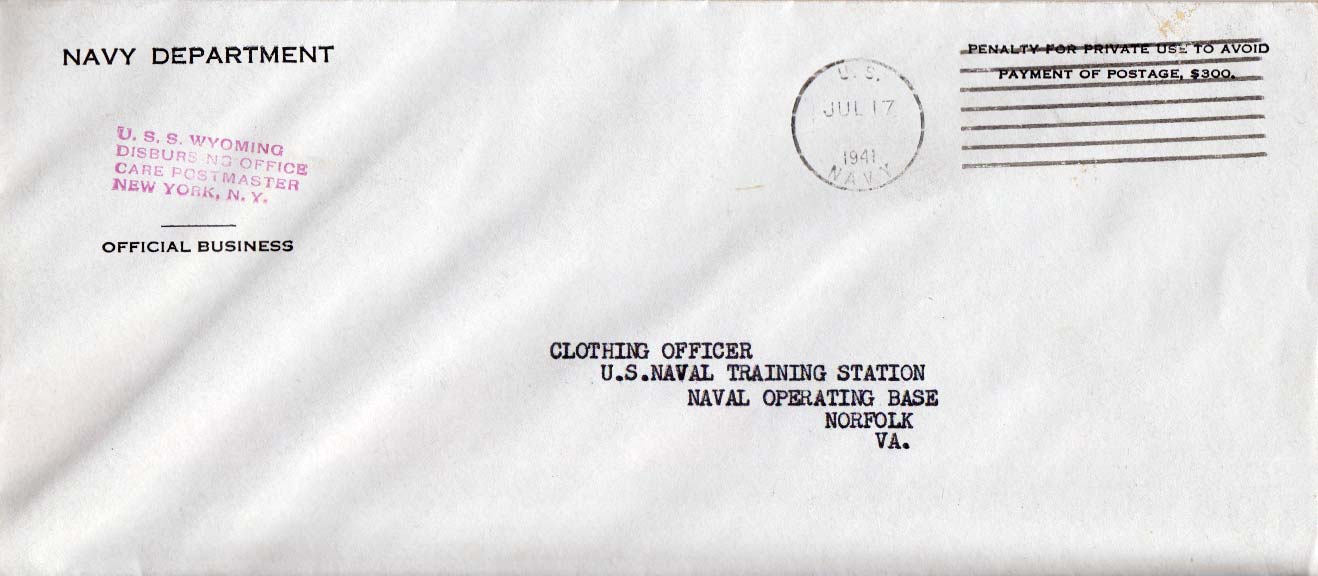 NAVY DEPARTMENT
U. S. S. WYOMING
DISBURSING OFFICE
CARE POSTMASTER
NEW YORK, N. Y.
OFFICIAL BUSINESS
U. S.
JUL 17
1941
NAVY
PENALTY FOR PRIVATE USE TO AVOID
PAYMENT OF POSTAGE, $300.
CLOTHING OFFICER
U.S.NAVAL TRAINING STATION
NAVAL OPERATING BASE
NORFOLK
VA.